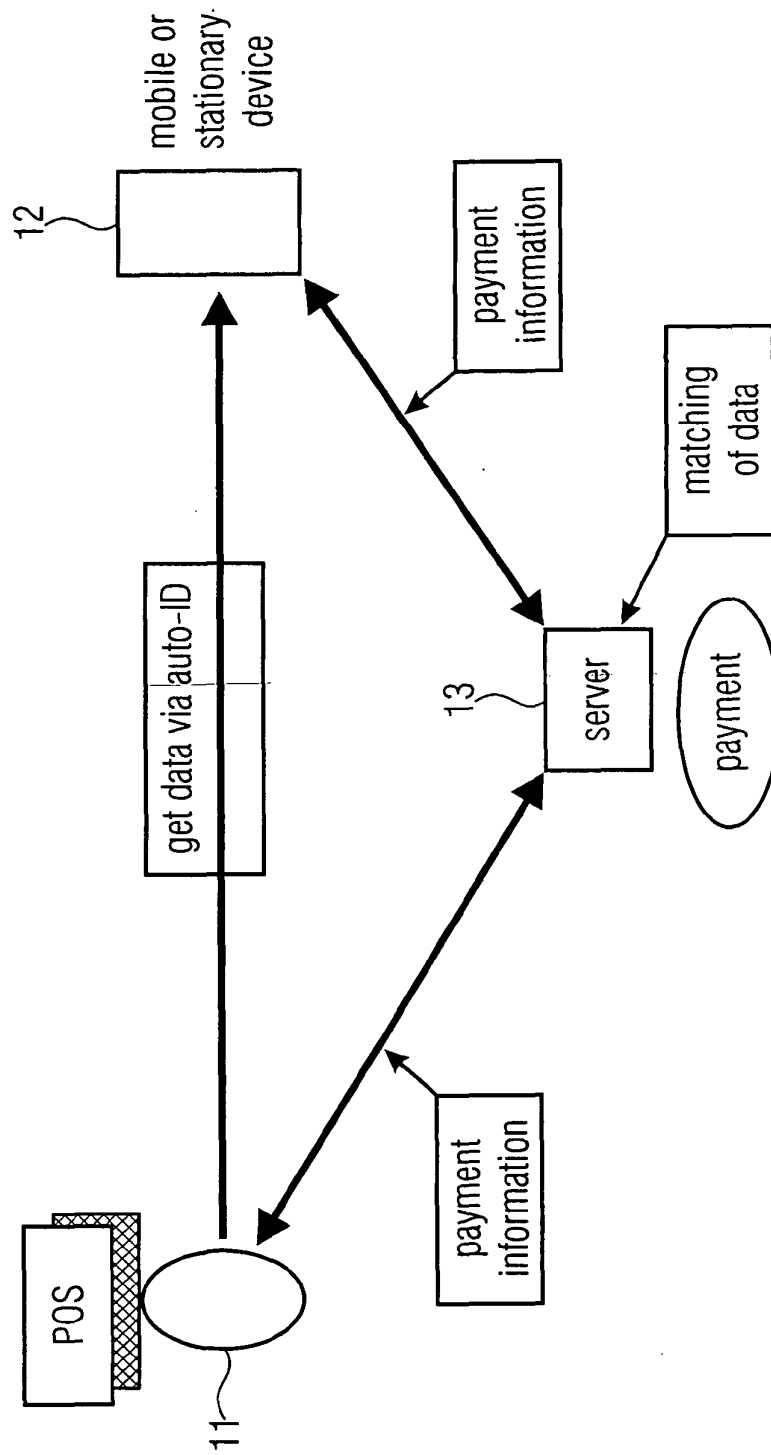 POS
11
get data via auto-ID
12
mobile or
stationary
device
payment
information
payment
information
13
server
matching
of data
payment